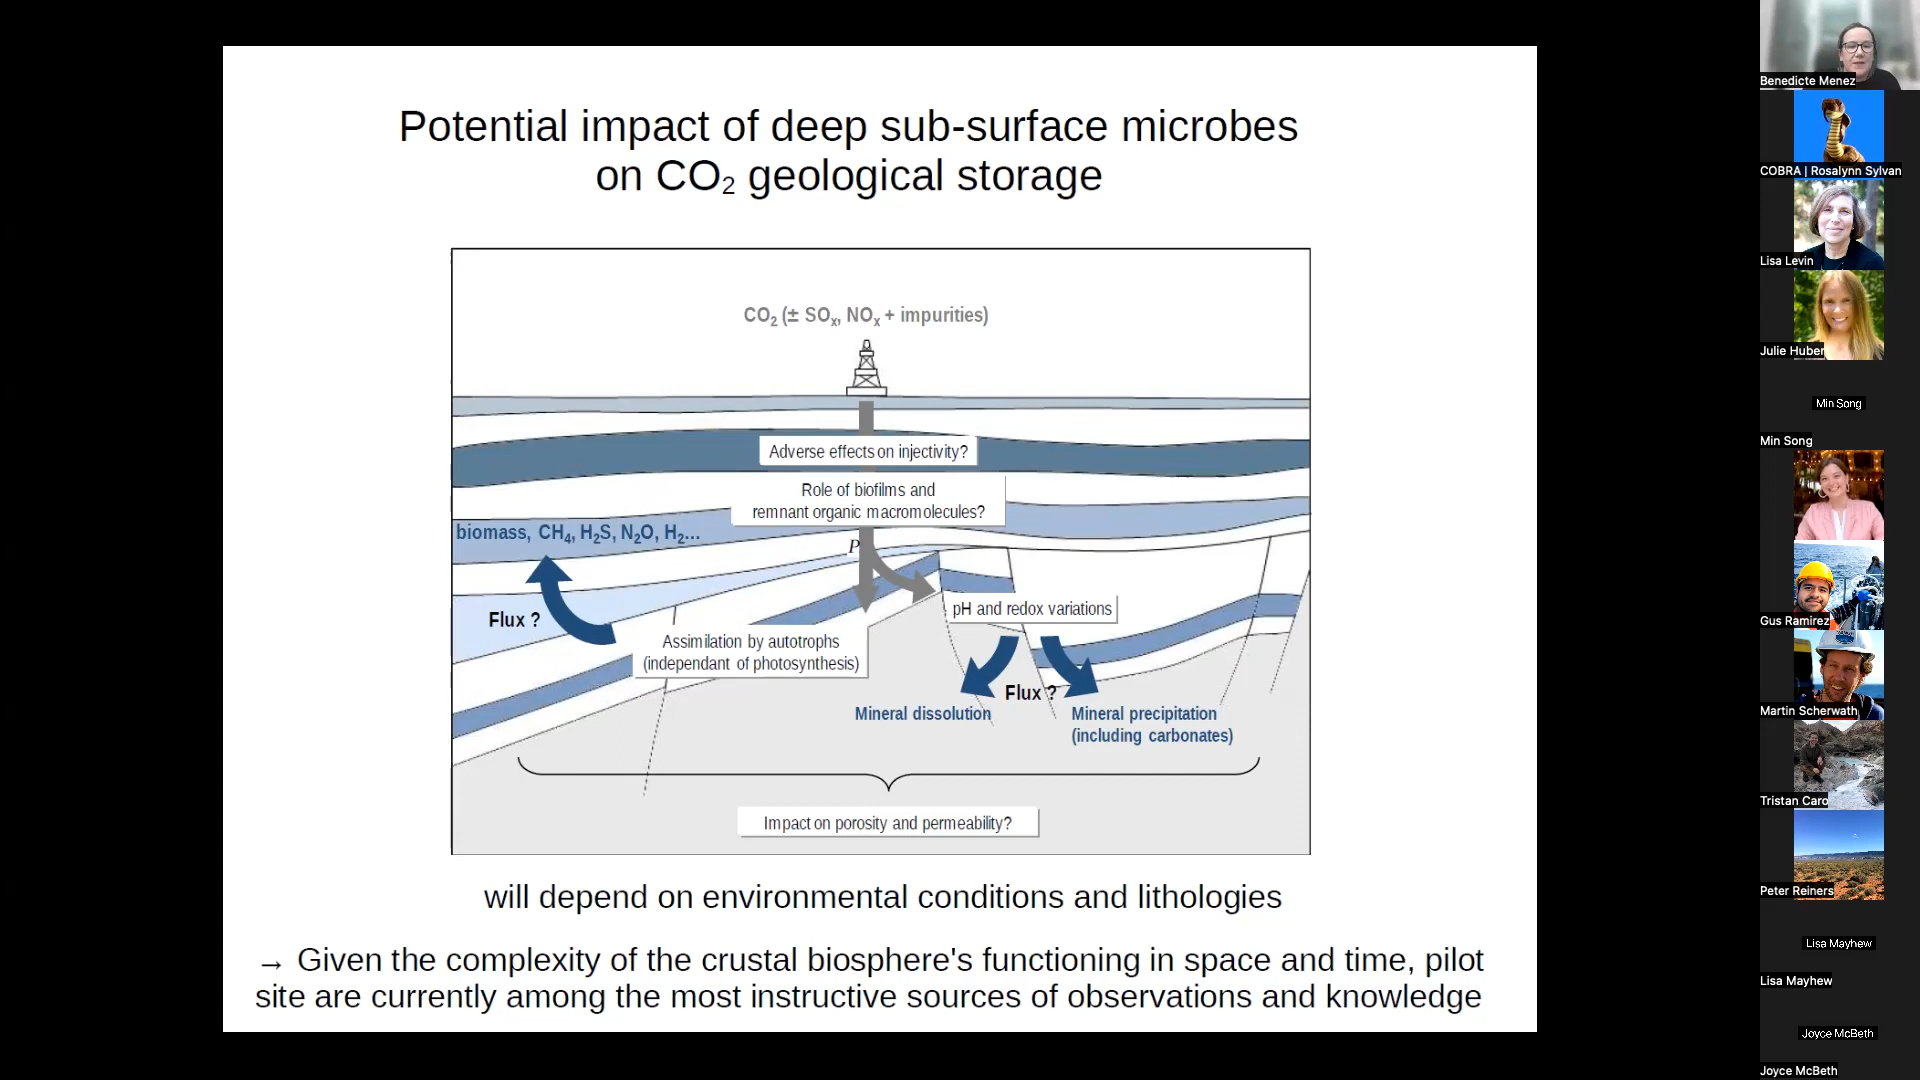 Potential impact of deep sub-surface microbes
on CO2 geological storage
CO2 (± SOx, NOx + impurities)
Adverse effects on injectivity?
Role of biofilms and
remnant organic macromolecules?
biomass, CH4, H2S, N2O, H2...
P
pH and redox variations
Flux ?
Assimilation by autotrophs
(independant of photosynthesis)
Flux ?
Mineral dissolution
Mineral precipitation
(including carbonates)
Impact on porosity and permeability?
will depend on environmental conditions and lithologies
→ Given the complexity of the crustal biosphere's functioning in space and time, pilot
site are currently among the most instructive sources of observations and knowledge
Benedicte Menez
COBRA | Rosalynn Sylvan
Lisa Levin
Julie Huber
Min Song
Min Song
Gus Ramirez
Martin Scherwath
Tristan Caro
Peter Reiners
Lisa Mayhew
Lisa Mayhew
Joyce McBeth
Joyce McBeth